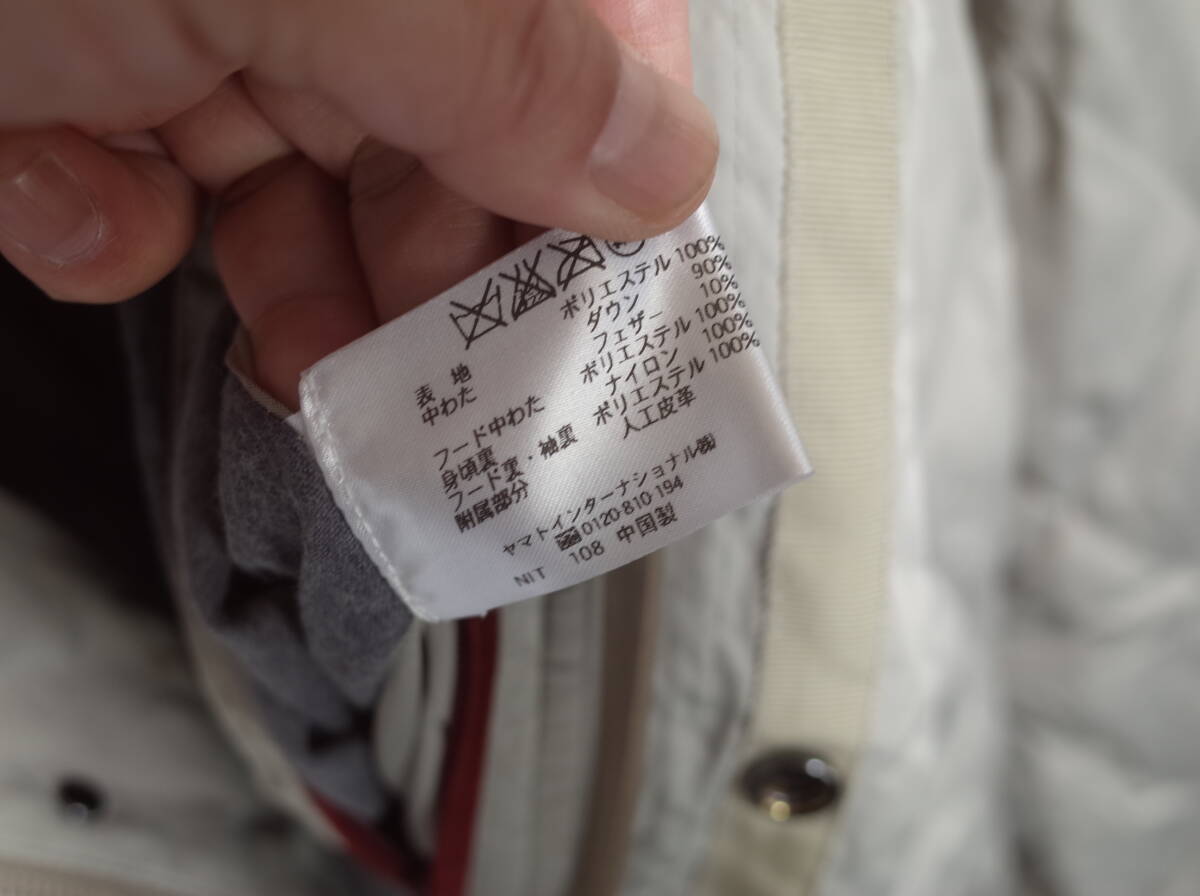 表地 ポリエステル 100%
中わた ダウン 90%
フェザー 10%
フード中わた ポリエステル 100%
身頃裏 ナイロン 100%
フード裏・袖裏 ポリエステル 100%
附属部分 人工皮革
ヤマトインターナショナル㈱
0120-810-194
NIT 108 中国製